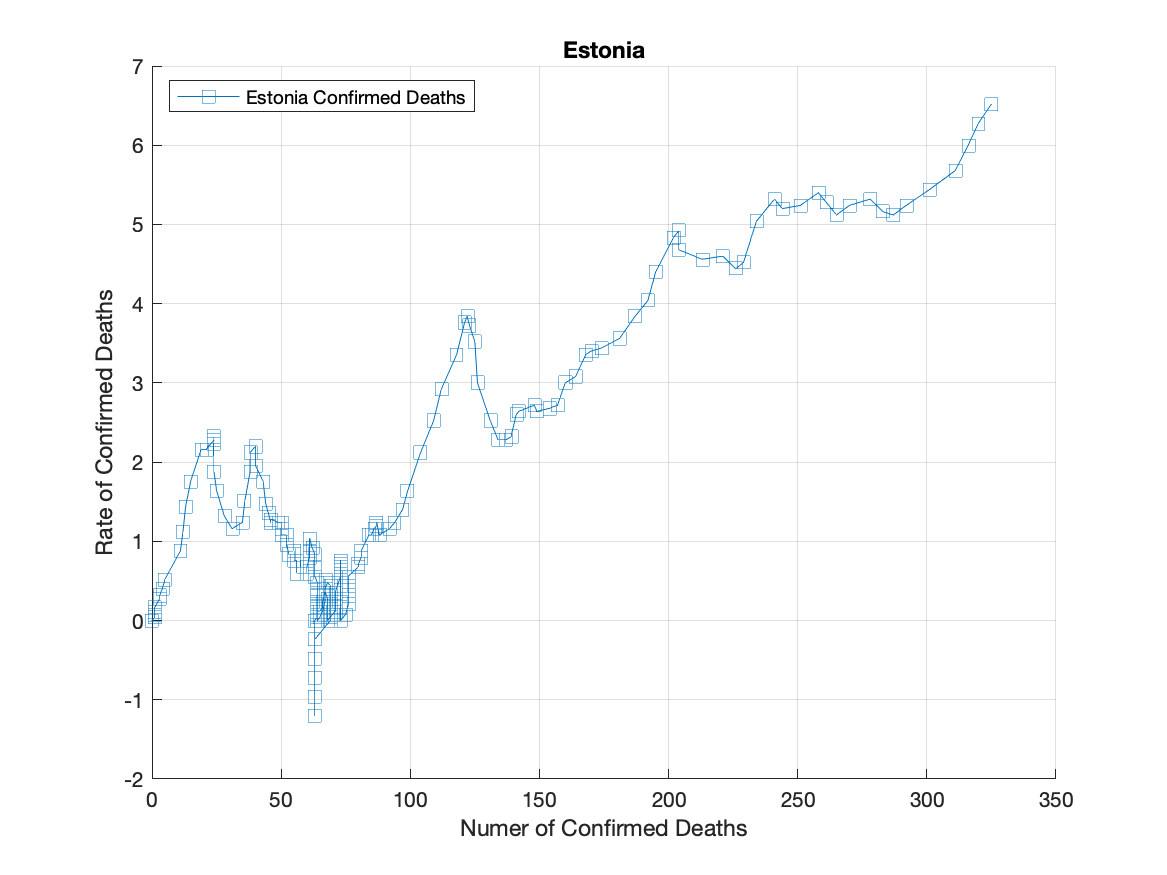 Estonia
Estonia Confirmed Deaths
7
6
5
4
3
2
1
0
-1
-2
Rate of Confirmed Deaths
0 50 100 150 200 250 300 350
Numer of Confirmed Deaths